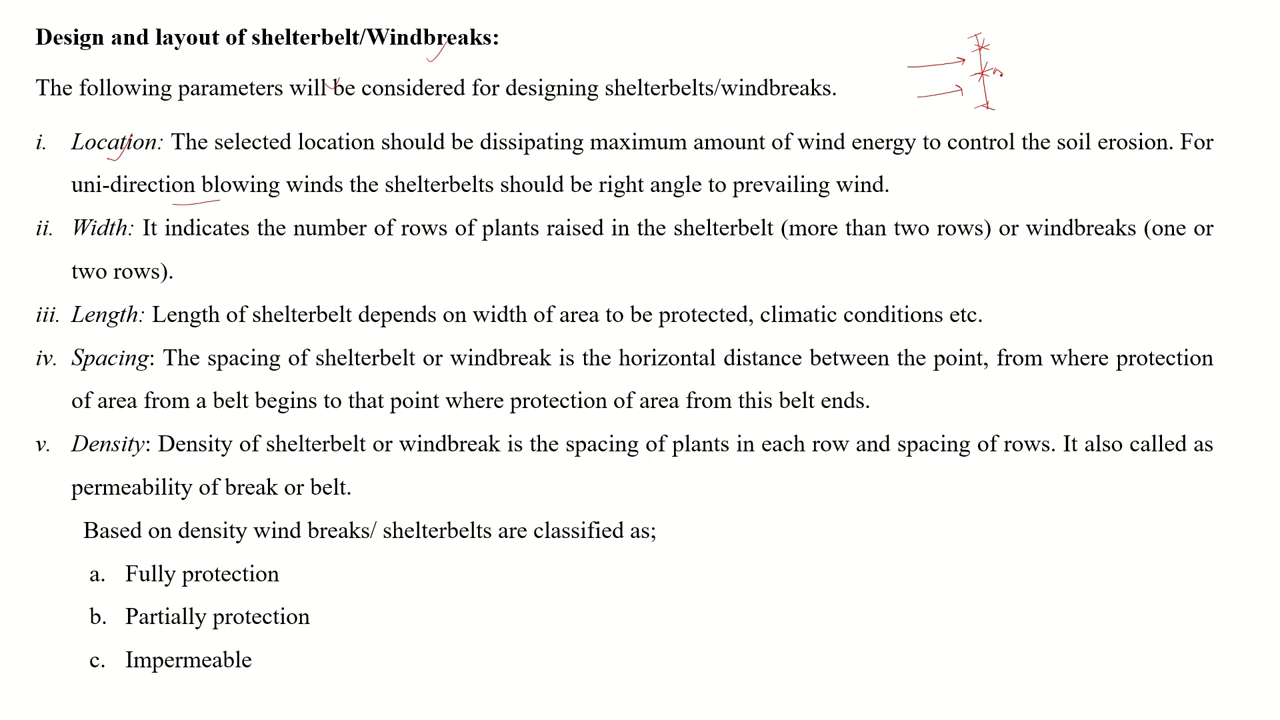 Design and layout of shelterbelt/Windbreaks:
The following parameters will be considered for designing shelterbelts/windbreaks.
i. Location: The selected location should be dissipating maximum amount of wind energy to control the soil erosion. For
uni-direction blowing winds the shelterbelts should be right angle to prevailing wind.
ii. Width: It indicates the number of rows of plants raised in the shelterbelt (more than two rows) or windbreaks (one or
two rows).
iii. Length: Length of shelterbelt depends on width of area to be protected, climatic conditions etc.
iv. Spacing: The spacing of shelterbelt or windbreak is the horizontal distance between the point, from where protection
of area from a belt begins to that point where protection of area from this belt ends.
v. Density: Density of shelterbelt or windbreak is the spacing of plants in each row and spacing of rows. It also called as
permeability of break or belt.
Based on density wind breaks/ shelterbelts are classified as;
a. Fully protection
b. Partially protection
c. Impermeable